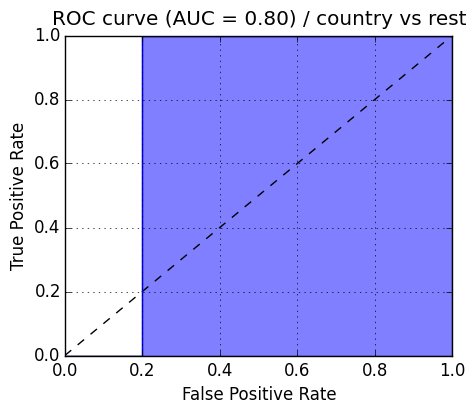 ROC curve (AUC = 0.80) / country vs rest
1.0
0.8
0.6
0.4
0.2
0.0
True Positive Rate
0.0 0.2 0.4 0.6 0.8 1.0
False Positive Rate